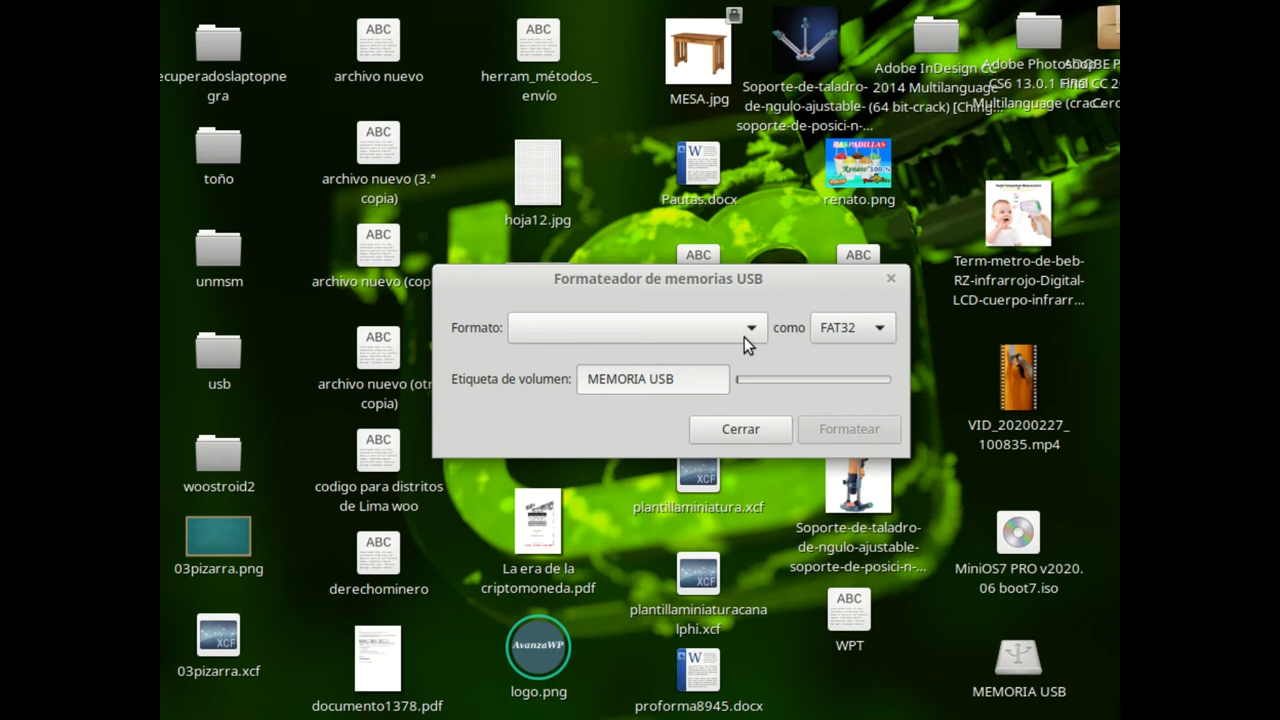 ecuperadoslaptopne
gra
archivo nuevo
herram_métodos_
envío
MESA.jpg
Soporte-de-taladro-
de-ngulo-ajustable-
soporte-de-posici-n-...
Adobe InDesign CC
2014 Multilanguage
(64 bit-crack) [Ching...
Adobe Photoshop
CS6 13.0.1 Final
Multilanguage (crac...
toño
archivo nuevo (3.ª
copia)
hoja12.jpg
Pautas.docx
RASPADILLAS
Renato
100%
renato.png
Term-metro-de-beb-
RZ-infrarrojo-Digital-
LCD-cuerpo-infrarr...
unmsm
archivo nuevo (cop
Formateador de memorias USB
Formato:
como
FAT32
Etiqueta de volumen:
MEMORIA USB
Cerrar
Formatear
usb
archivo nuevo (otr
copia)
VID_20200227_
100835.mp4
woostroid2
codigo para distritos
de Lima woo
plantillaminiatura.xcf
Soporte-de-taladro-
de-ngulo-ajustable-
soporte-de-posici-n-...
03pizarra.png
derechominero
La era de la
criptomoneda.pdf
plantillaminiaturacana
lphi.xcf
MiniOS7 PRO v2020.
06 boot7.iso
WPT
XCF
03pizarra.xcf
documento1378.pdf
AvanzaWP
logo.png
proforma8945.docx
MEMORIA USB
ABC
ABC
ABC
ABC
ABC
ABC
ABC
ABC
ABC
ABC
XCF
XCF
W
W